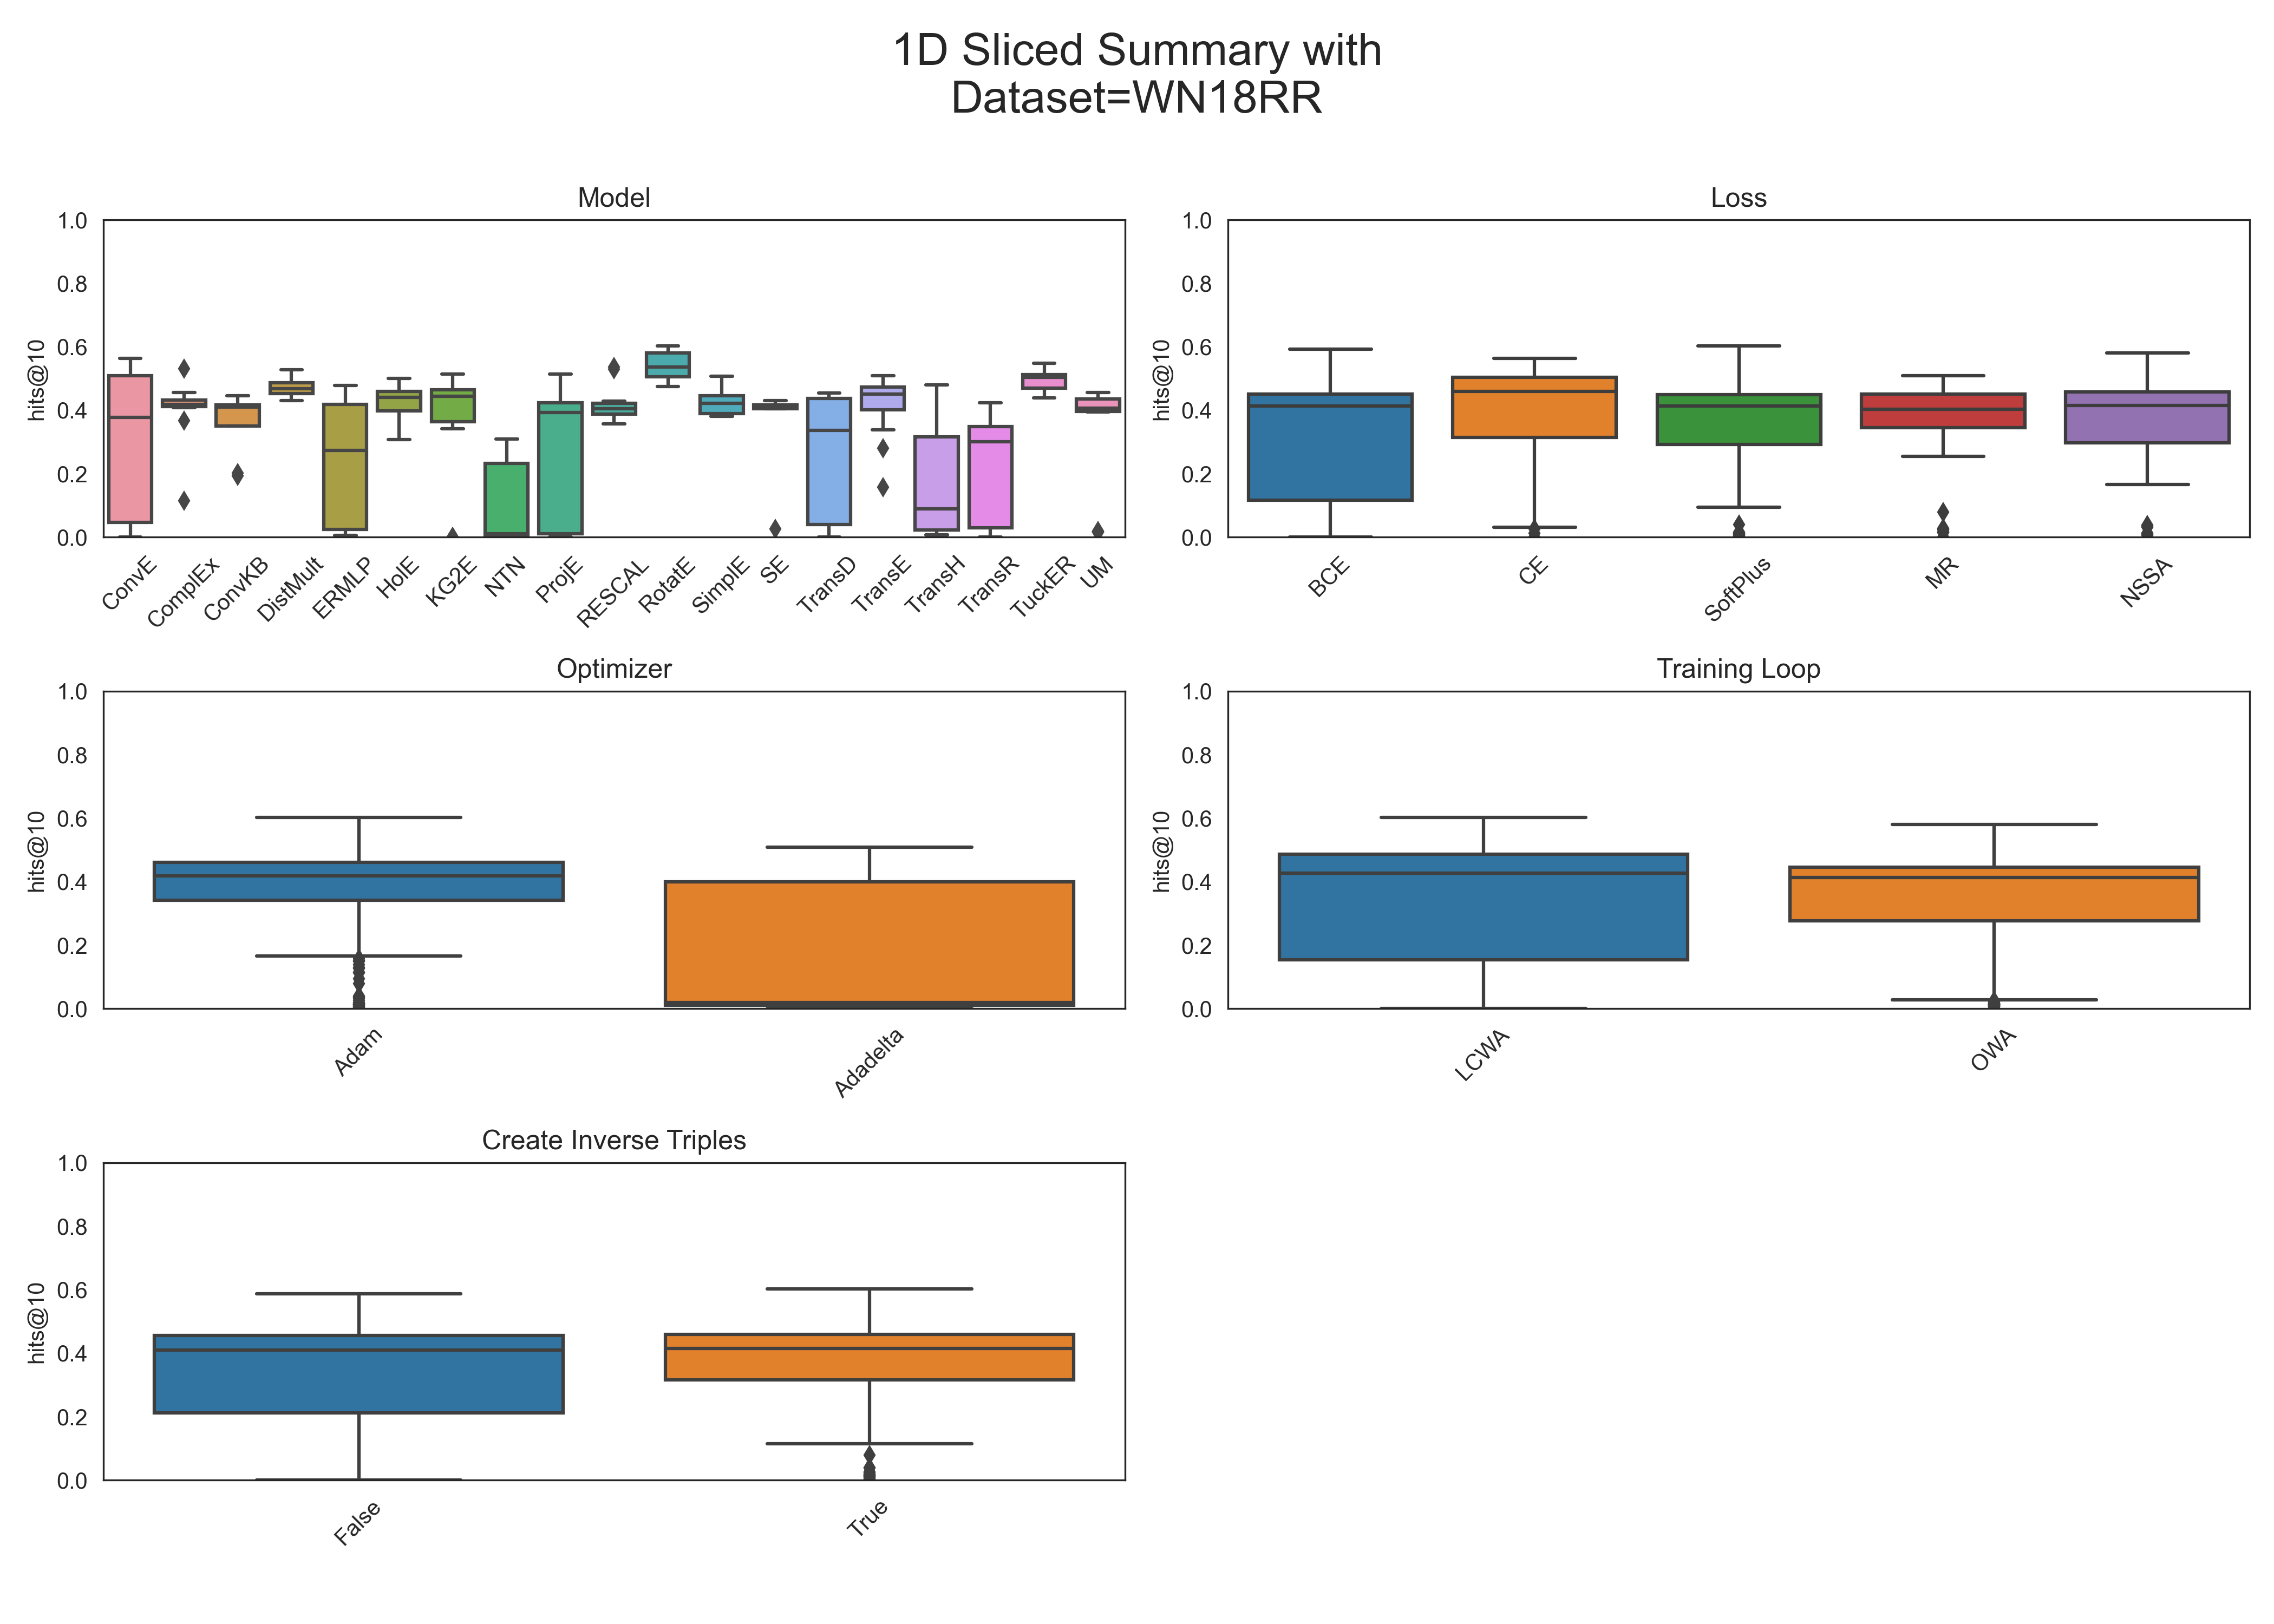 1D Sliced Summary with
Dataset=WN18RR
Model
1.0
0.8
0.6
0.4
0.2
0.0
hits@10
ConvE
ComplEx
ConvKB
DistMult
ERMLP
HolE
KG2E
NTN
ProjE
RESCAL
RotatE
SimplE
SE
TransD
TransE
TransH
TransR
TuckER
UM
Loss
1.0
0.8
0.6
0.4
0.2
0.0
hits@10
BCE
CE
SoftPlus
MR
NSSA
Optimizer
1.0
0.8
0.6
0.4
0.2
0.0
hits@10
Adam
Adadelta
Training Loop
1.0
0.8
0.6
0.4
0.2
0.0
hits@10
LCWA
OWA
Create Inverse Triples
1.0
0.8
0.6
0.4
0.2
0.0
hits@10
False
True